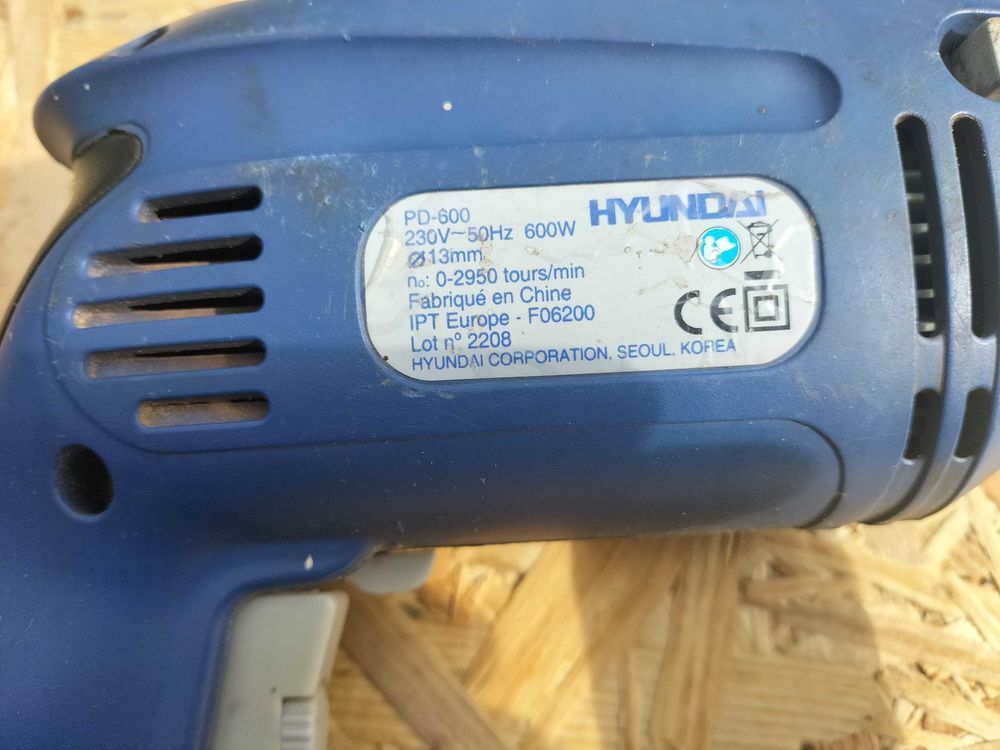 PD-600
HYUNDAI
230V~50Hz 600W
Ø13mm
n₀: 0-2950 tours/min
Fabriqué en Chine
IPT Europe - F06200
CE
Lot nº 2208
HYUNDAI CORPORATION, SEOUL, KOREA